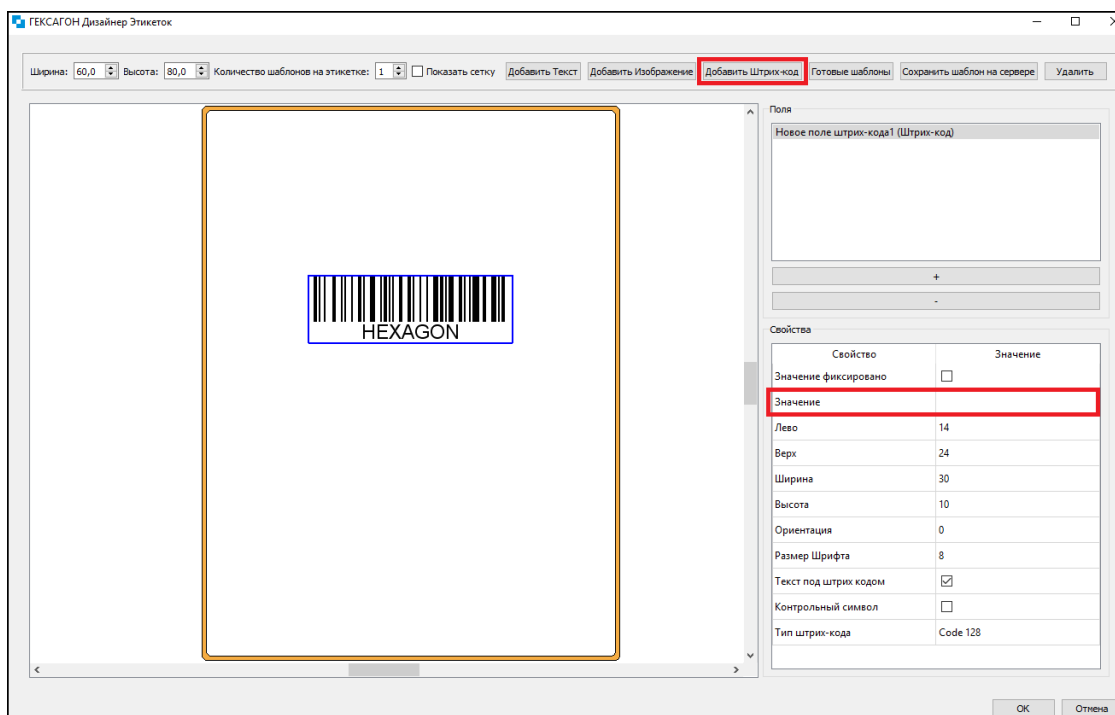 ГЕКСАГОН Дизайнер Этикеток
Ширина: 60,0 Высота: 80,0 Количество шаблонов на этикетке: 1 Показать сетку Добавить Текст Добавить Изображение Добавить Штрих-код Готовые шаблоны Сохранить шаблон на сервере Удалить
HEXAGON
Поля
Новое поле штрих-кода1 (Штрих-код)
+
-
Свойства
Свойство Значение
Значение фиксировано
Значение
Лево 14
Верх 24
Ширина 30
Высота 10
Ориентация 0
Размер Шрифта 8
Текст под штрих кодом
Контрольный символ
Тип штрих-кода Code 128
OK Отмена